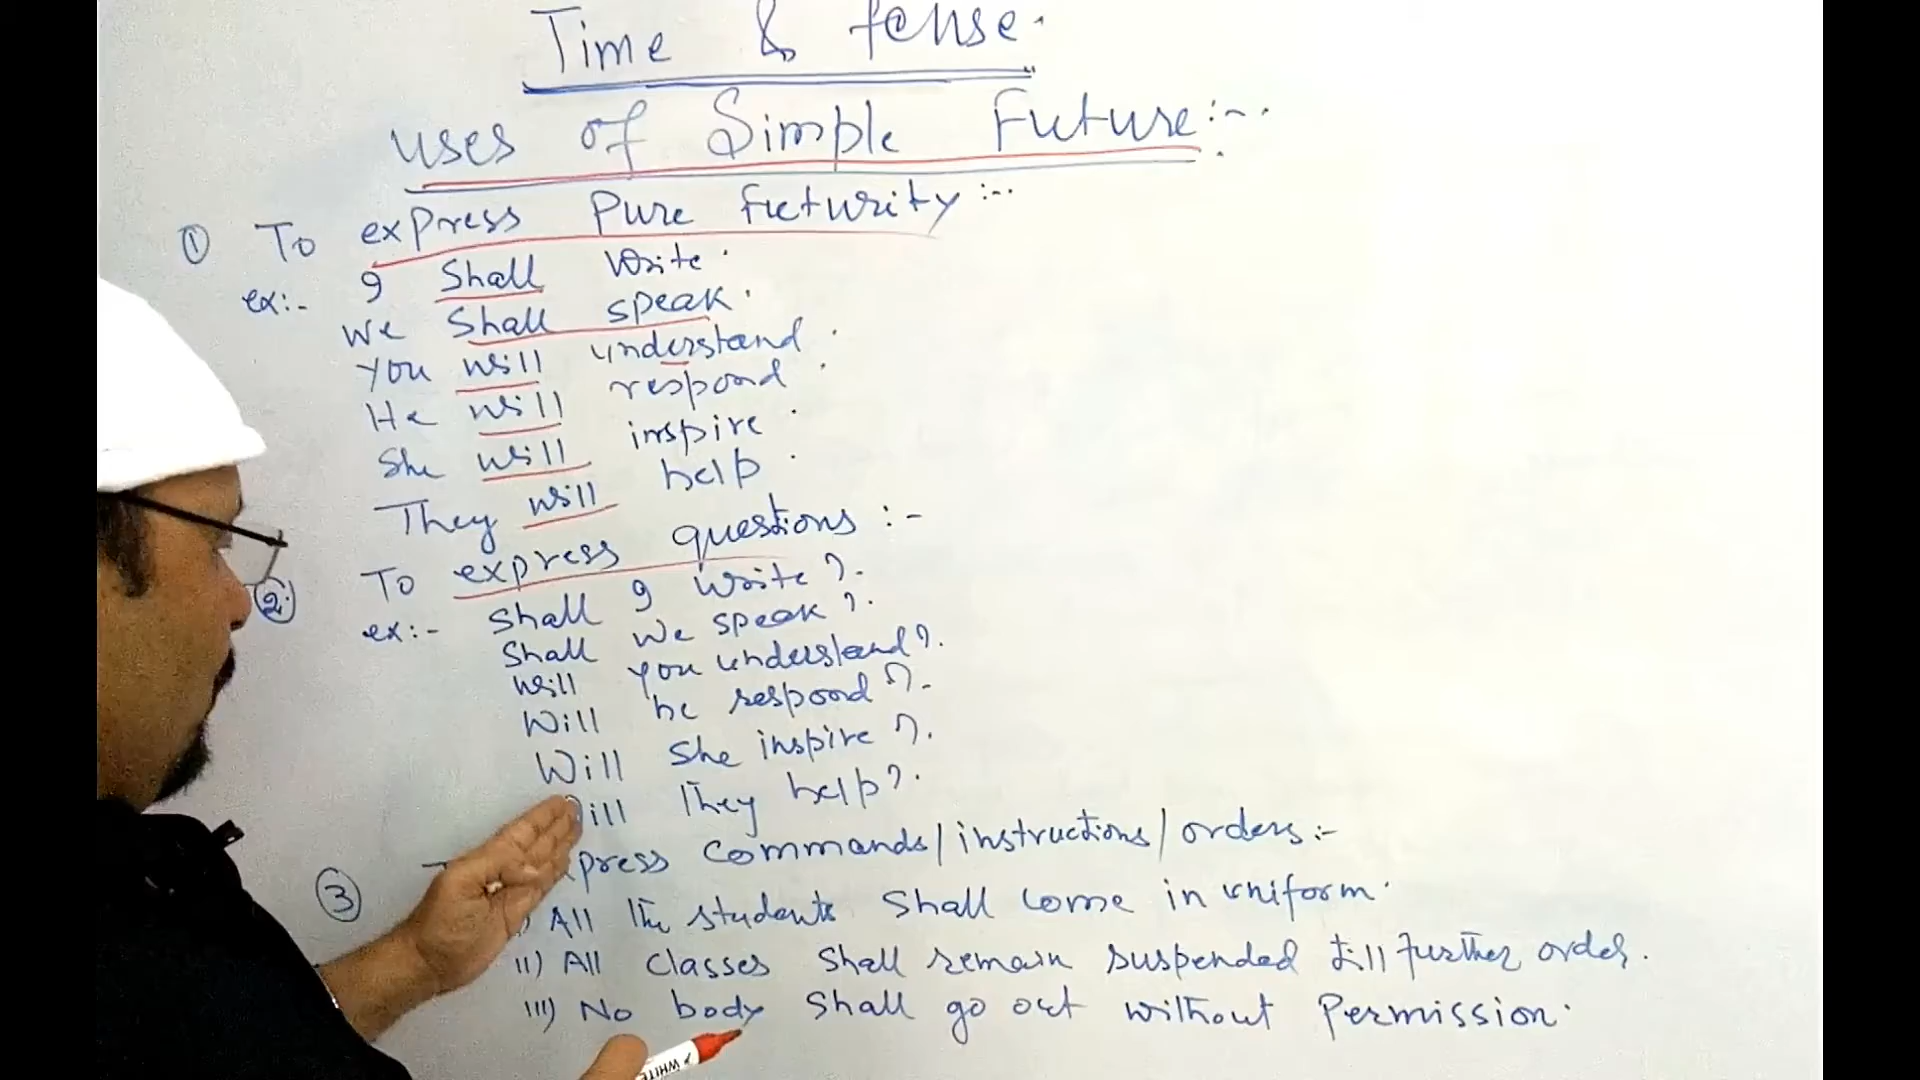 Time & tense.
uses of Simple Future:-.
① To express Pure futurity:-.
ex:- I Shall Write.
We Shall speak.
You will understand.
He will respond.
She will inspire.
They will help.
② To express questions:-
ex:- Shall I Write?.
Shall We speak?.
Will you understand?.
Will he respond?.
Will She inspire?.
ill They help?.
③ press Commands/instructions/orders:-
) All the students Shall Come in uniform.
II) All Classes Shall remain suspended till further order.
III) No body Shall go out without Permission.
WHITE